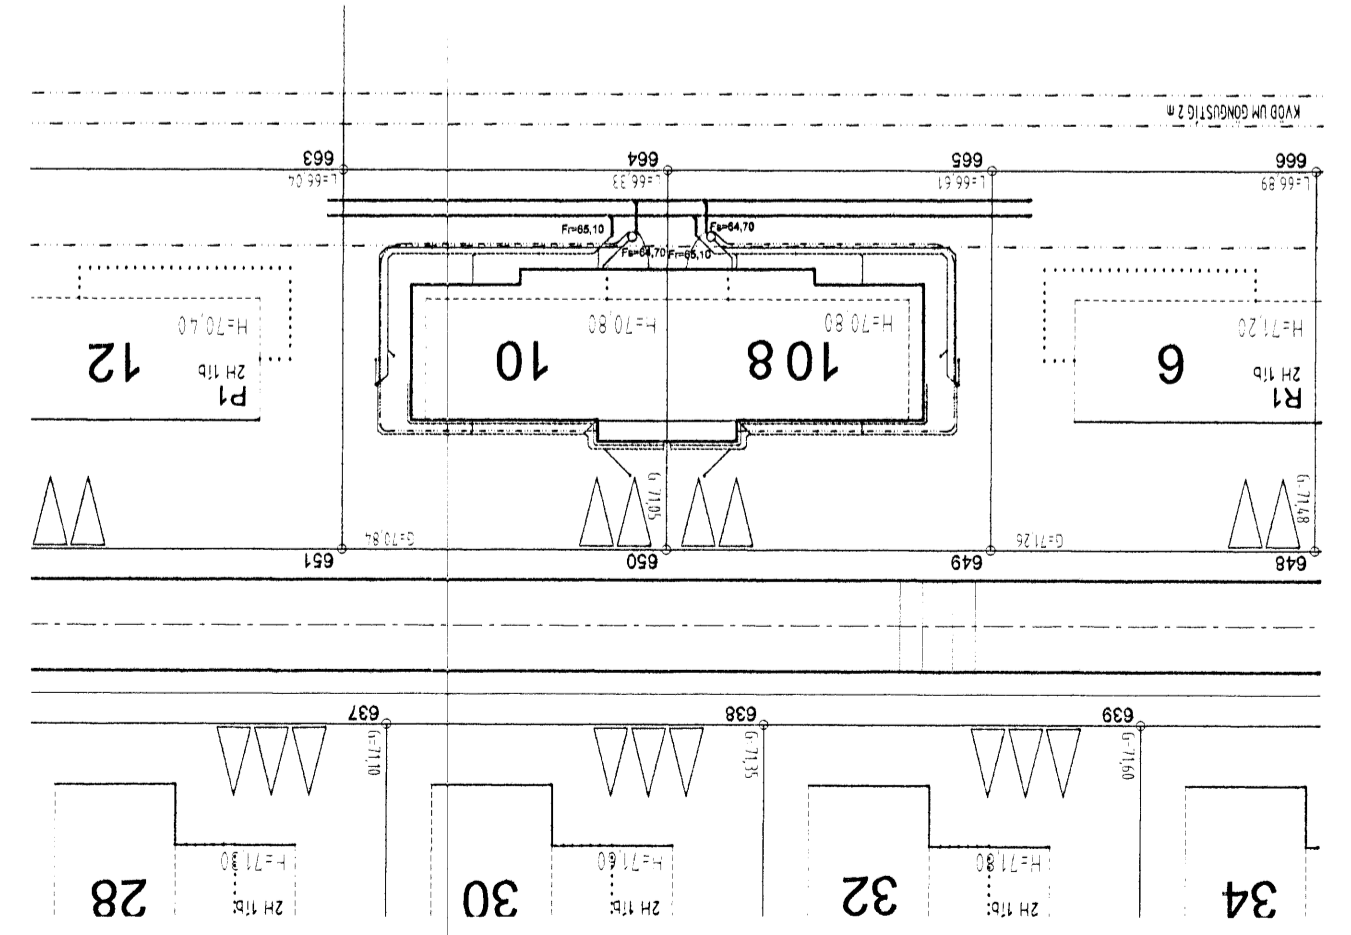 KVÖÐ UM GÖNGUSTÍG 2 m
663
664
665
666
L=66,04
L=66,33
L=66,61
L=66,89
Fr=65,10
Fs=64,70
Fs=64,70
Fr=65,10
H=70,40
H=70,80
H=70,80
H=71,20
12
10
108
6
2H 1íb
P1
2H 1íb
R1
G=70,84
G=71,05
G=71,26
G=71,48
651
650
649
648
637
638
639
G=71,10
G=71,35
G=71,60
H=71,30
H=71,60
H=71,80
28
2H 1íb.
30
2H 1íb.
32
2H 1íb.
34